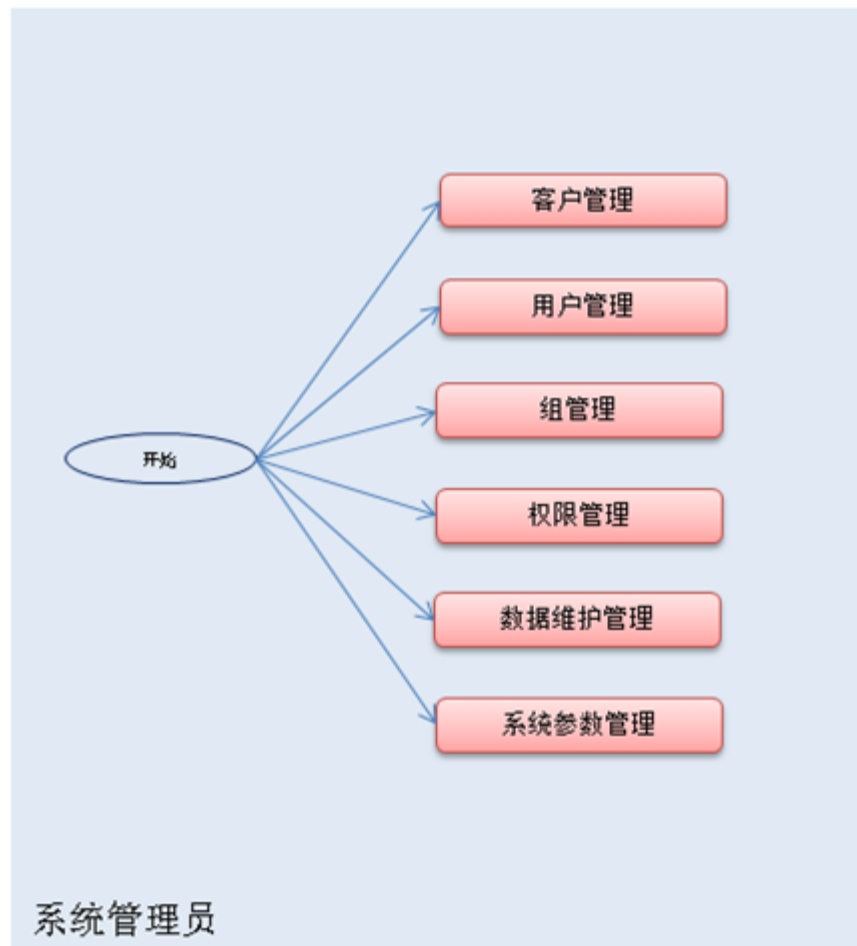 客户管理
用户管理
组管理
开始
权限管理
数据维护管理
系统参数管理
系统管理员